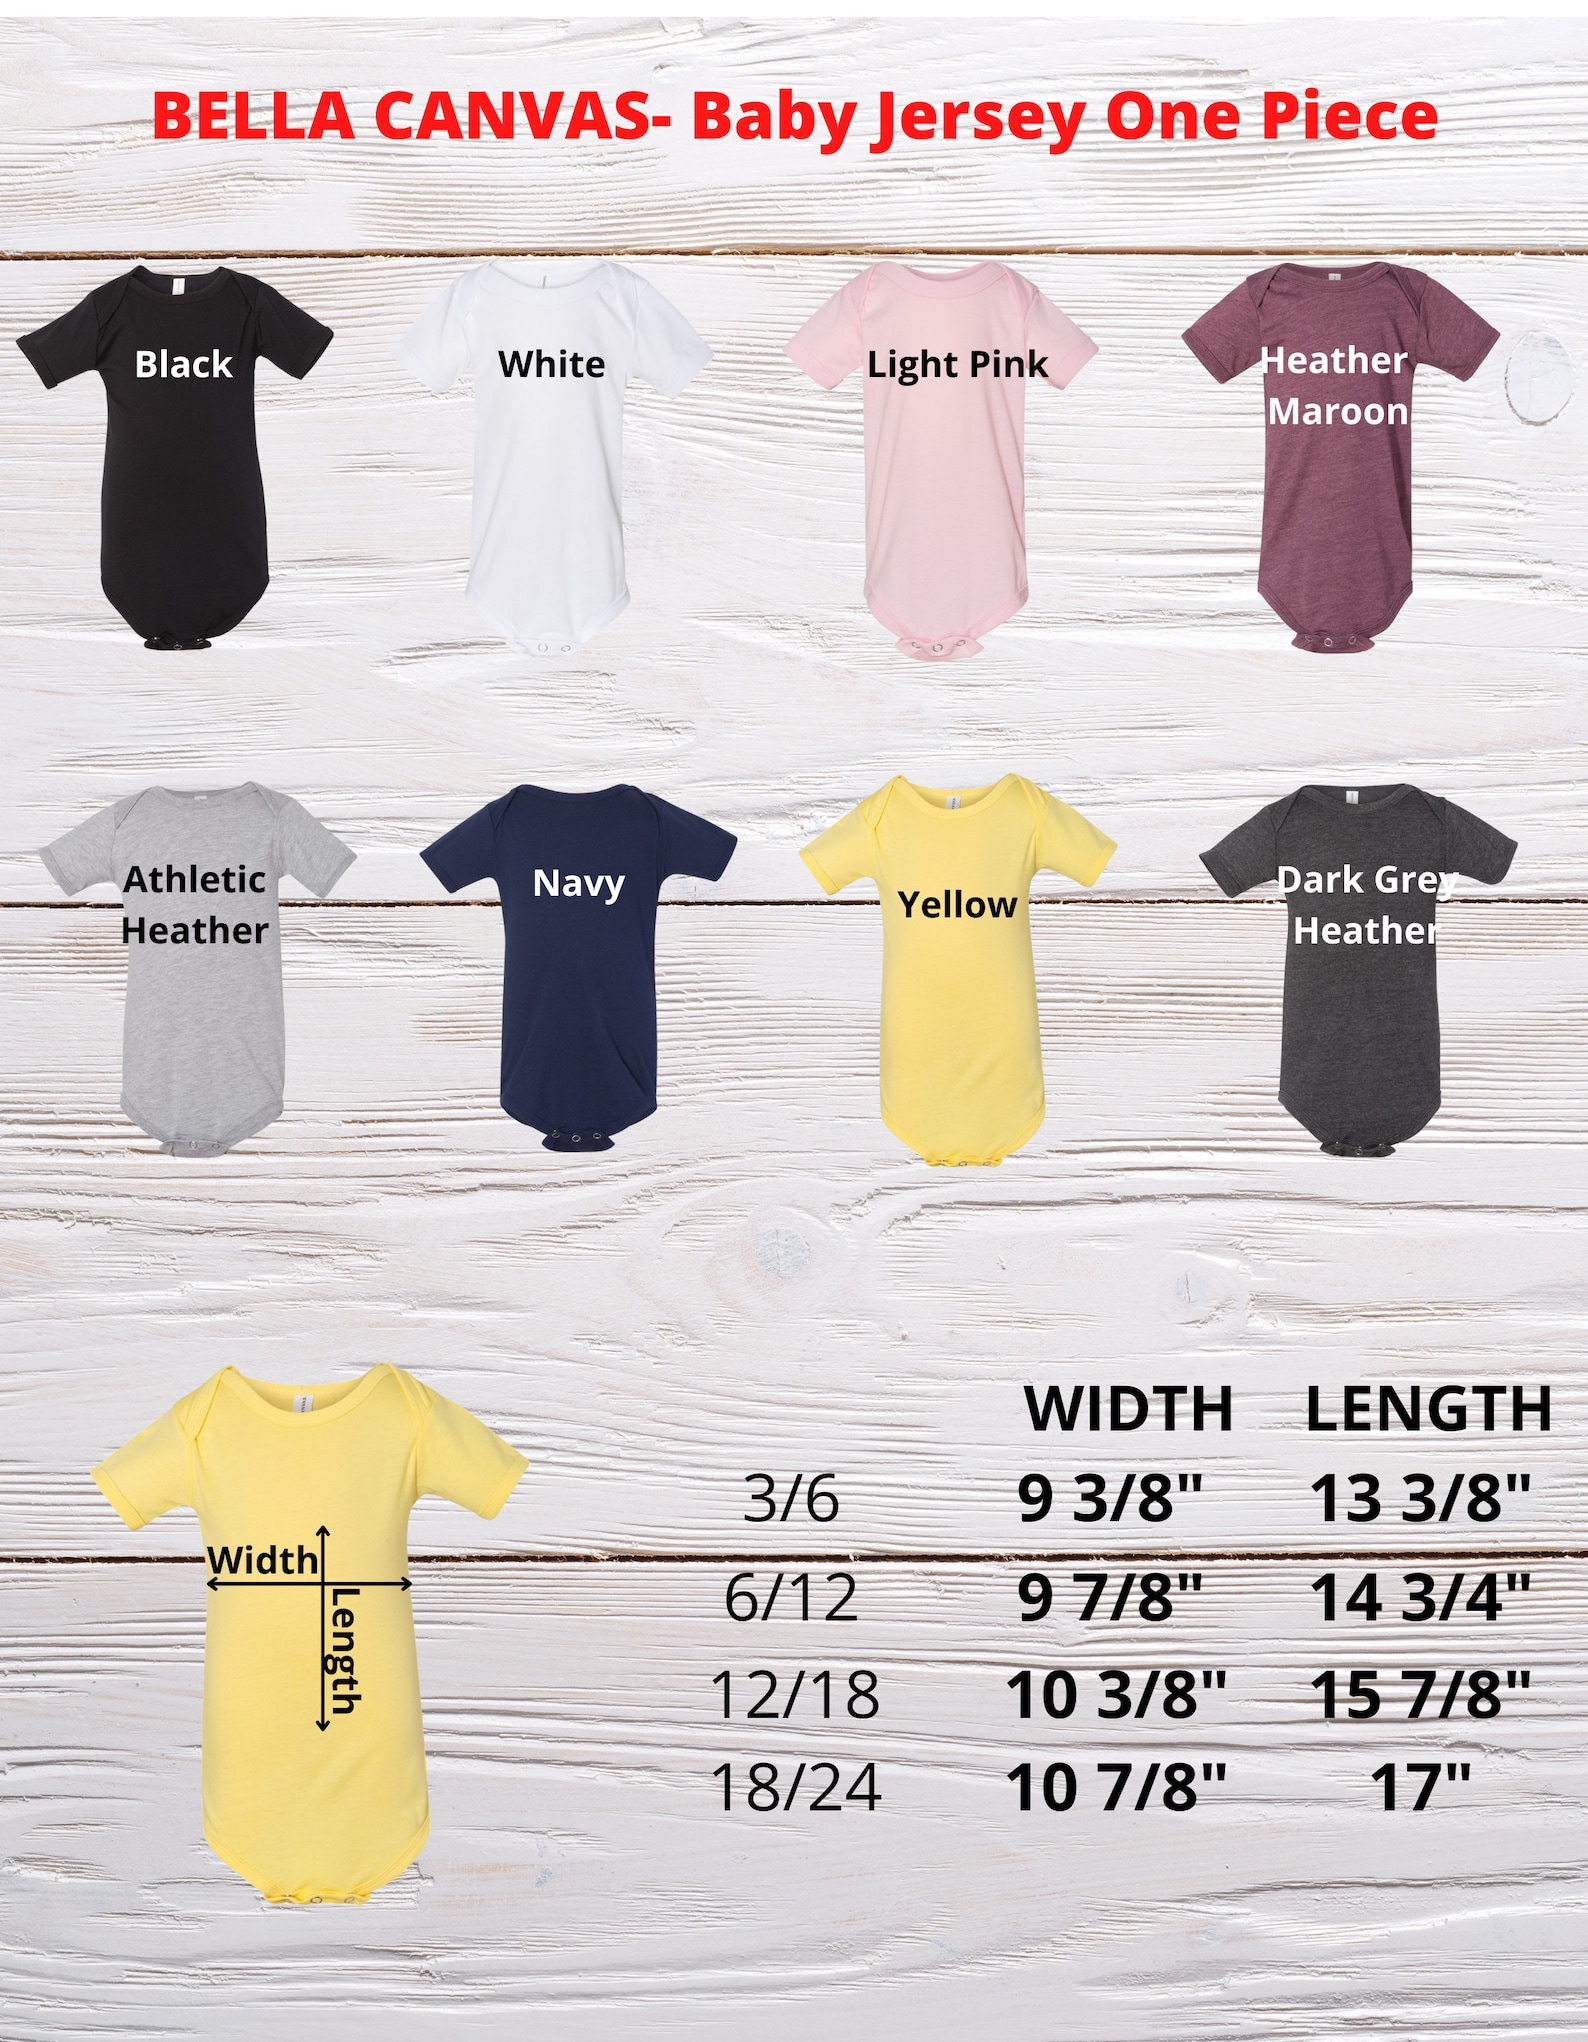 BELLA CANVAS- Baby Jersey One Piece
Black
White
Light Pink
Heather
Maroon
Athletic
Heather
Navy
Yellow
Dark Grey
Heather
Width
Length
WIDTH LENGTH
3/6 9 3/8" 13 3/8"
6/12 9 7/8" 14 3/4"
12/18 10 3/8" 15 7/8"
18/24 10 7/8" 17"